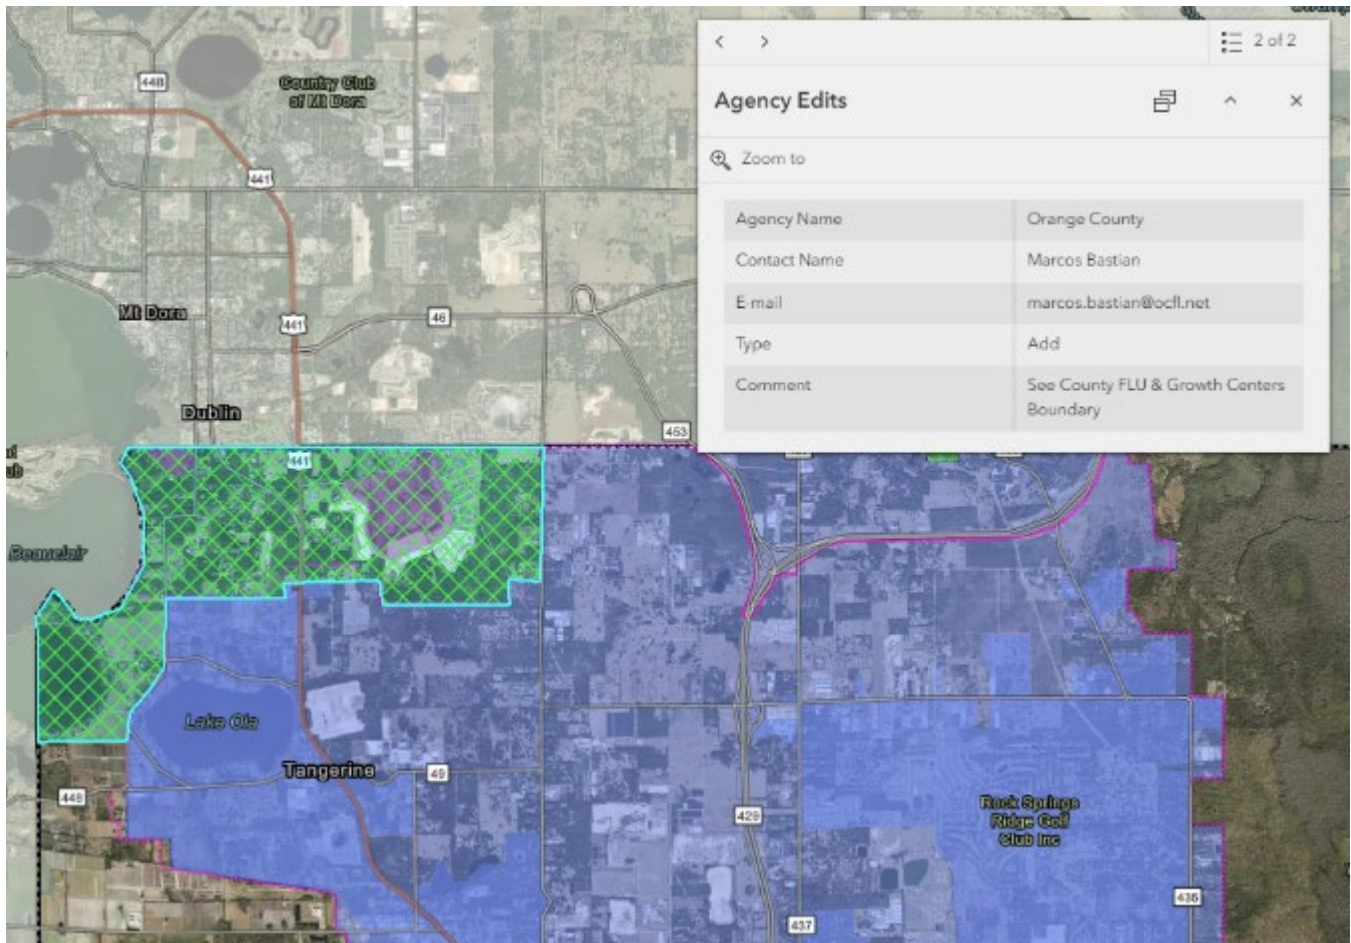 2 of 2
Agency Edits
Zoom to
Agency Name
Orange County
Contact Name
Marcos Bastian
E-mail
marcos.bastian@ocfl.net
Type
Add
Comment
See County FLU & Growth Centers
Boundary
448
Country Club
of Mt Dora
441
Mt Dora
441
46
Dublin
453
441
Beauclair
Lake Ola
Tangerine
49
448
429
Rock Springs
Ridge Golf
Club Inc
435
437